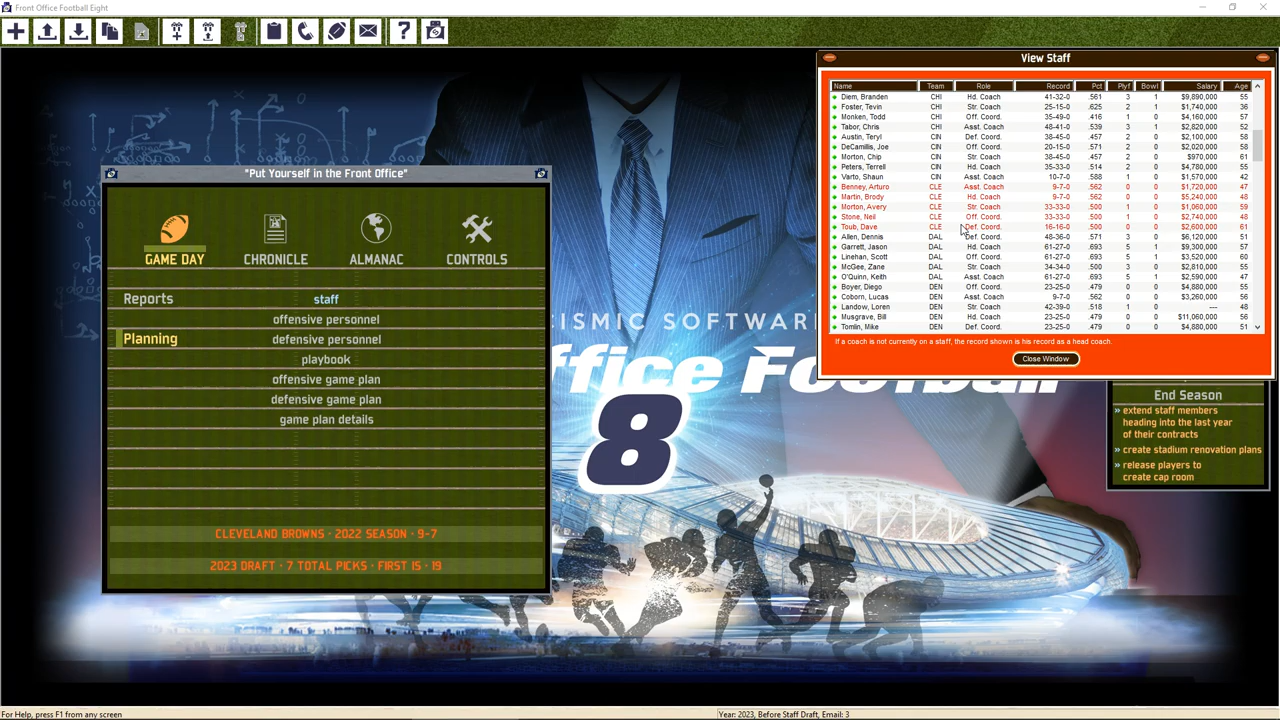 Front Office Football Eight
View Staff
Name Team Role Record Pct Plyf Bowl Salary Age
Diem, Branden CHI Hd. Coach 41-32-0 .561 3 1 $9,890,000 55
Foster, Tevin CHI Str. Coach 25-15-0 .625 2 1 $1,740,000 36
Monken, Todd CHI Off. Coord. 35-49-0 .416 1 0 $4,160,000 57
Tabor, Chris CHI Asst. Coach 48-41-0 .539 3 1 $2,820,000 52
Austin, Teryl CIN Def. Coord. 38-45-0 .457 2 0 $2,100,000 58
DeCamillis, Joe CIN Off. Coord. 20-15-0 .571 2 0 $2,020,000 58
Morton, Chip CIN Str. Coach 38-45-0 .457 2 0 $970,000 61
Peters, Terrell CIN Hd. Coach 35-33-0 .514 2 0 $4,780,000 55
Varto, Shaun CIN Asst. Coach 10-7-0 .588 1 0 $1,570,000 42
Benney, Arturo CLE Asst. Coach 9-7-0 .562 0 0 $1,720,000 47
Martin, Brody CLE Hd. Coach 9-7-0 .562 0 0 $5,240,000 48
Morton, Avery CLE Str. Coach 33-33-0 .500 1 0 $1,060,000 59
Stone, Neil CLE Off. Coord. 33-33-0 .500 1 0 $2,740,000 48
Toub, Dave CLE Def. Coord. 16-16-0 .500 0 0 $2,600,000 61
Allen, Dennis DAL Def. Coord. 48-36-0 .571 3 0 $6,120,000 51
Garrett, Jason DAL Hd. Coach 61-27-0 .693 5 1 $9,300,000 57
Linehan, Scott DAL Off. Coord. 61-27-0 .693 5 1 $3,520,000 60
McGee, Zane DAL Str. Coach 34-34-0 .500 3 0 $2,810,000 55
O'Quinn, Keith DAL Asst. Coach 61-27-0 .693 5 1 $2,590,000 47
Boyer, Diego DEN Off. Coord. 23-25-0 .479 0 0 $4,880,000 55
Coborn, Lucas DEN Asst. Coach 9-7-0 .562 0 0 $3,260,000 56
Landow, Loren DEN Str. Coach 42-39-0 .518 1 0 --- 48
Musgrave, Bill DEN Hd. Coach 23-25-0 .479 0 0 $11,060,000 56
Tomlin, Mike DEN Def. Coord. 23-25-0 .479 0 0 $4,880,000 51
If a coach is not currently on a staff, the record shown is his record as a head coach.
Close Window
"Put Yourself in the Front Office"
GAME DAY CHRONICLE ALMANAC CONTROLS
Reports
Planning
staff
offensive personnel
defensive personnel
playbook
offensive game plan
defensive game plan
game plan details
CLEVELAND BROWNS · 2022 SEASON · 9-7
2023 DRAFT · 7 TOTAL PICKS · FIRST IS · 19
End Season
» extend staff members
heading into the last year
of their contracts
» create stadium renovation plans
» release players to
create cap room
8
For Help, press F1 from any screen
Year: 2023, Before Staff Draft, Email: 3